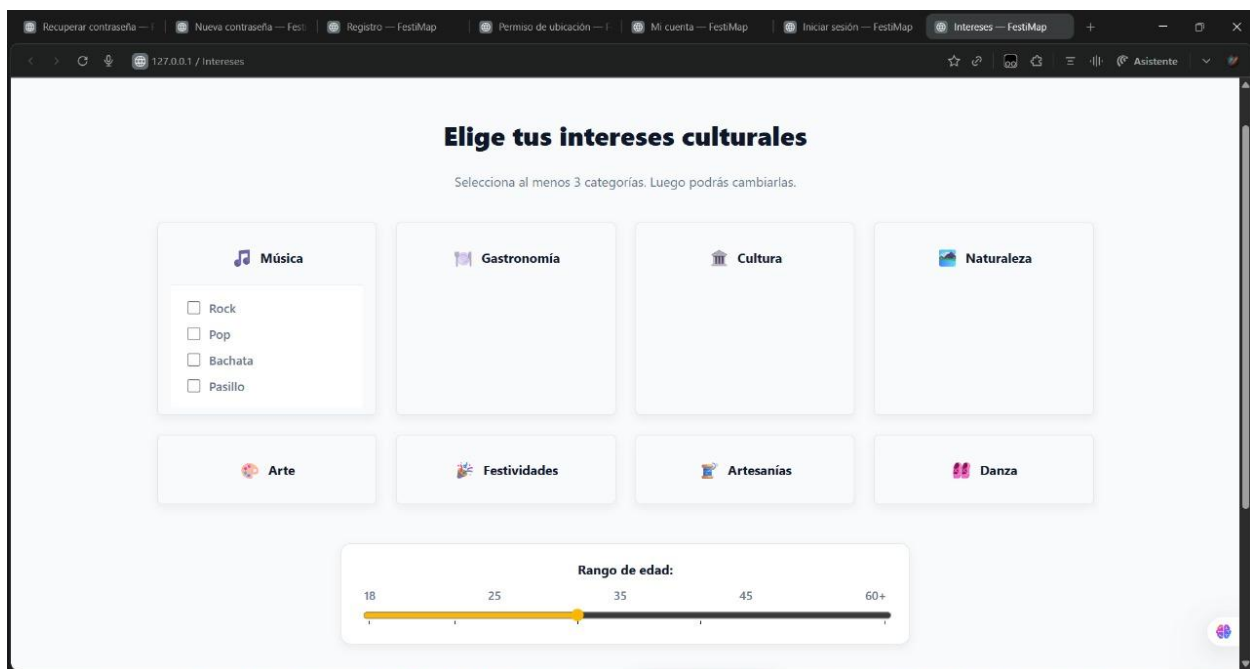 Recuperar contraseña — Nueva contraseña — Festi Registro — FestiMap Permiso de ubicación — F Mi cuenta — FestiMap Iniciar sesión — FestiMap Intereses — FestiMap
127.0.0.1 / Intereses Asistente
Elige tus intereses culturales
Selecciona al menos 3 categorías. Luego podrás cambiarlas.
Música Gastronomía Cultura Naturaleza
Rock
Pop
Bachata
Pasillo
Arte Festividades Artesanías Danza
Rango de edad:
18 25 35 45 60+